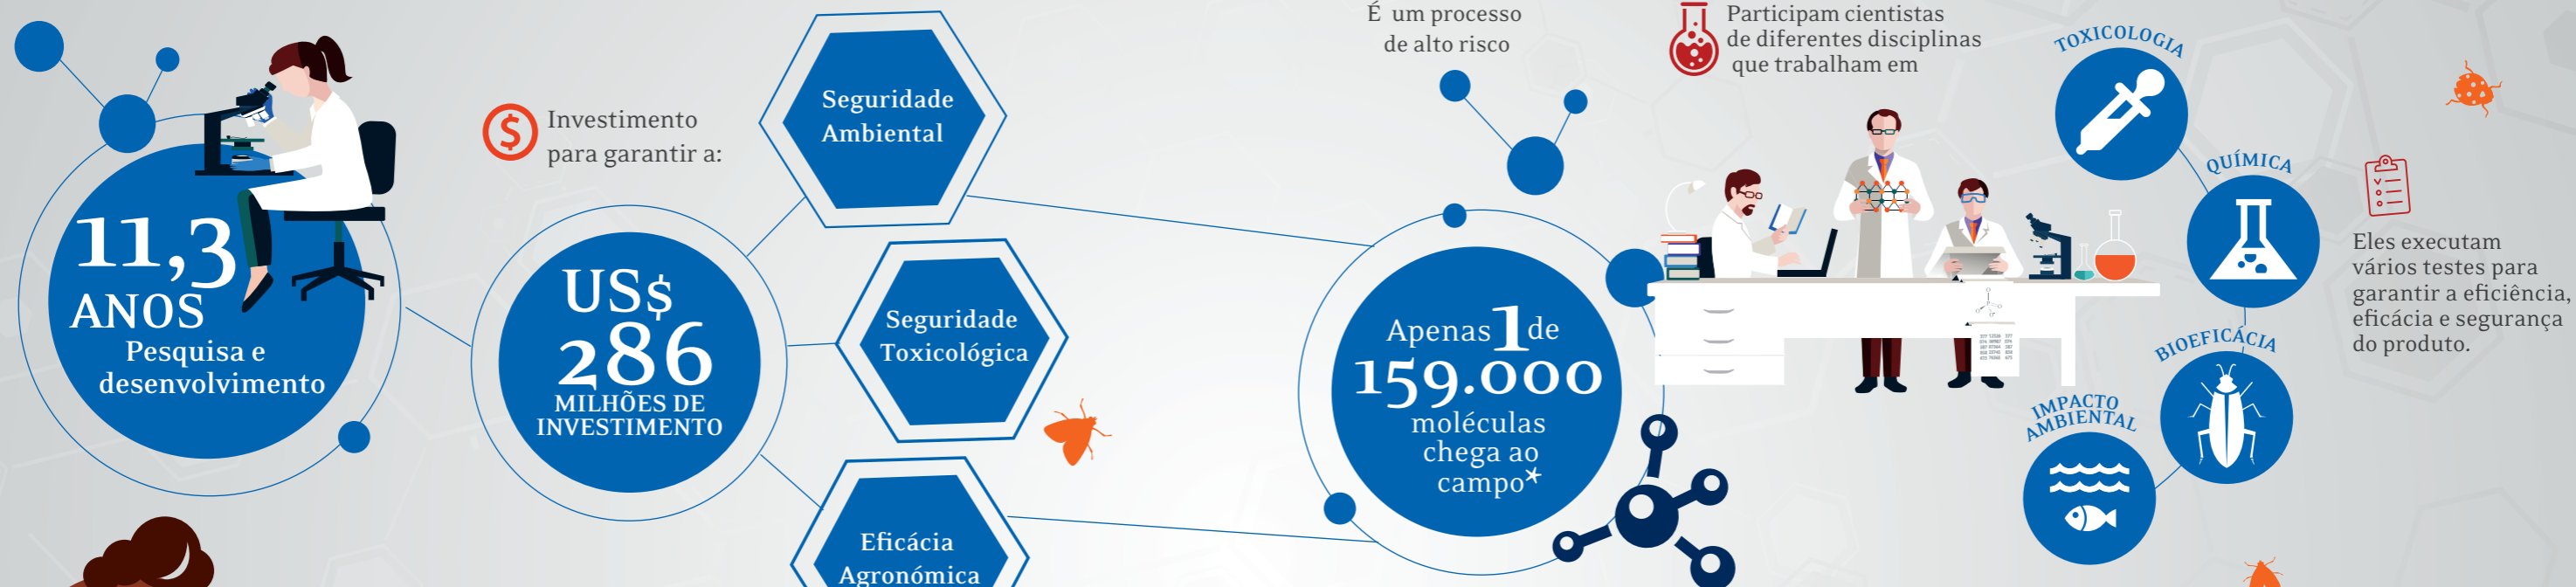 11,3
ANOS
Pesquisa e
desenvolvimento
Investimento
para garantir a:
US$
286
MILHÕES DE
INVESTIMENTO
Seguridade
Ambiental
Seguridade
Toxicológica
Eficácia
Agronómica
É um processo
de alto risco
Apenas 1 de
159.000
moléculas
chega ao
campo*
Participam cientistas
de diferentes disciplinas
que trabalham em
TOXICOLOGIA
QUÍMICA
BIOEFICÁCIA
IMPACTO
AMBIENTAL
Eles executam
vários testes para
garantir a eficiência,
eficácia e segurança
do produto.